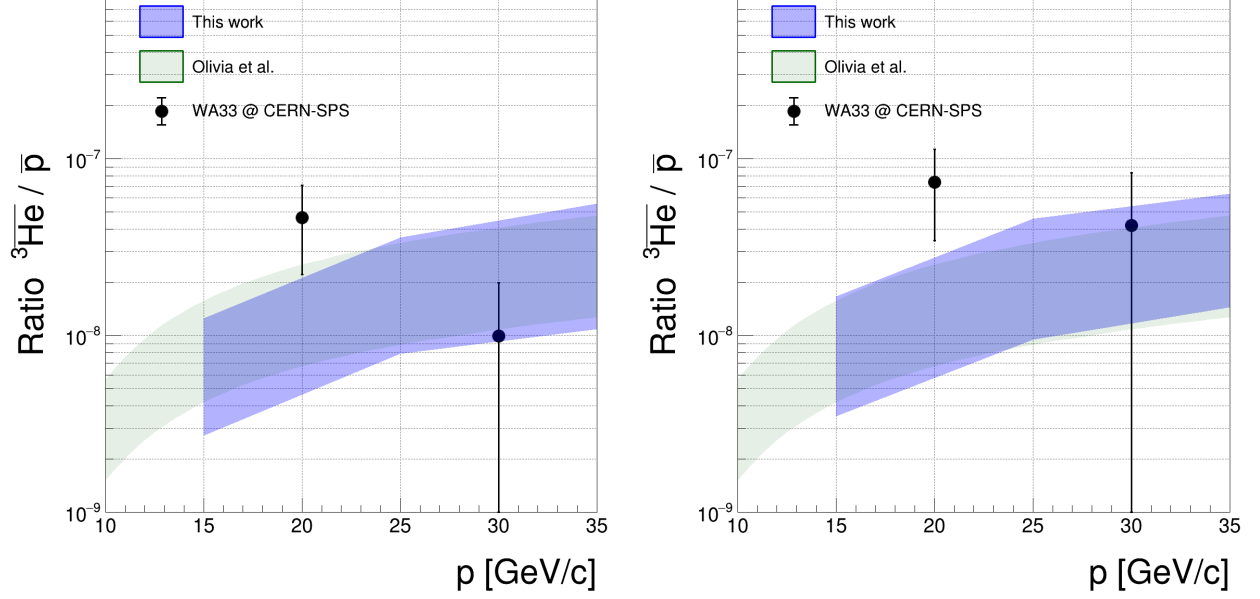 This work
Olivia et al.
WA33 @ CERN-SPS
Ratio ³H̅e̅ / p̅
10⁻⁷
10⁻⁸
10⁻⁹
10 15 20 25 30 35
p [GeV/c]
This work
Olivia et al.
WA33 @ CERN-SPS
Ratio ³H̅e̅ / p̅
10⁻⁷
10⁻⁸
10⁻⁹
10 15 20 25 30 35
p [GeV/c]